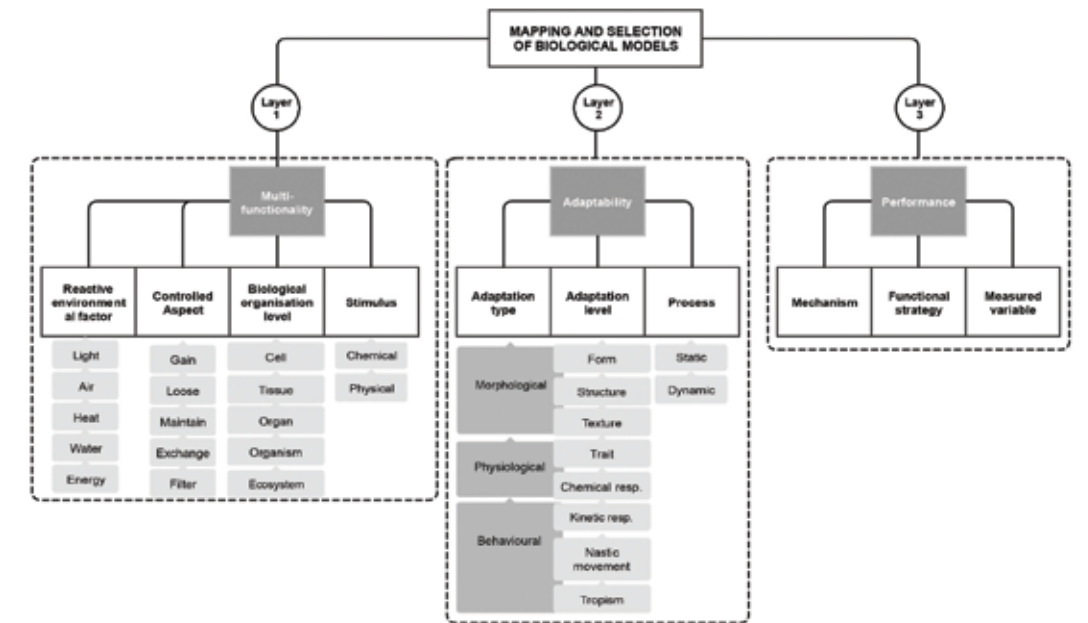 MAPPING AND SELECTION
OF BIOLOGICAL MODELS
Layer
1
Layer
2
Layer
3
Multi-
functionality
Adaptability
Performance
Reactive
environment
al factor
Controlled
Aspect
Biological
organisation
level
Stimulus
Adaptation
type
Adaptation
level
Process
Mechanism
Functional
strategy
Measured
variable
Light
Air
Heat
Water
Energy
Gain
Loose
Maintain
Exchange
Filter
Cell
Tissue
Organ
Organism
Ecosystem
Chemical
Physical
Morphological
Physiological
Behavioural
Form
Structure
Texture
Trait
Chemical resp.
Kinetic resp.
Nastic
movement
Tropism
Static
Dynamic